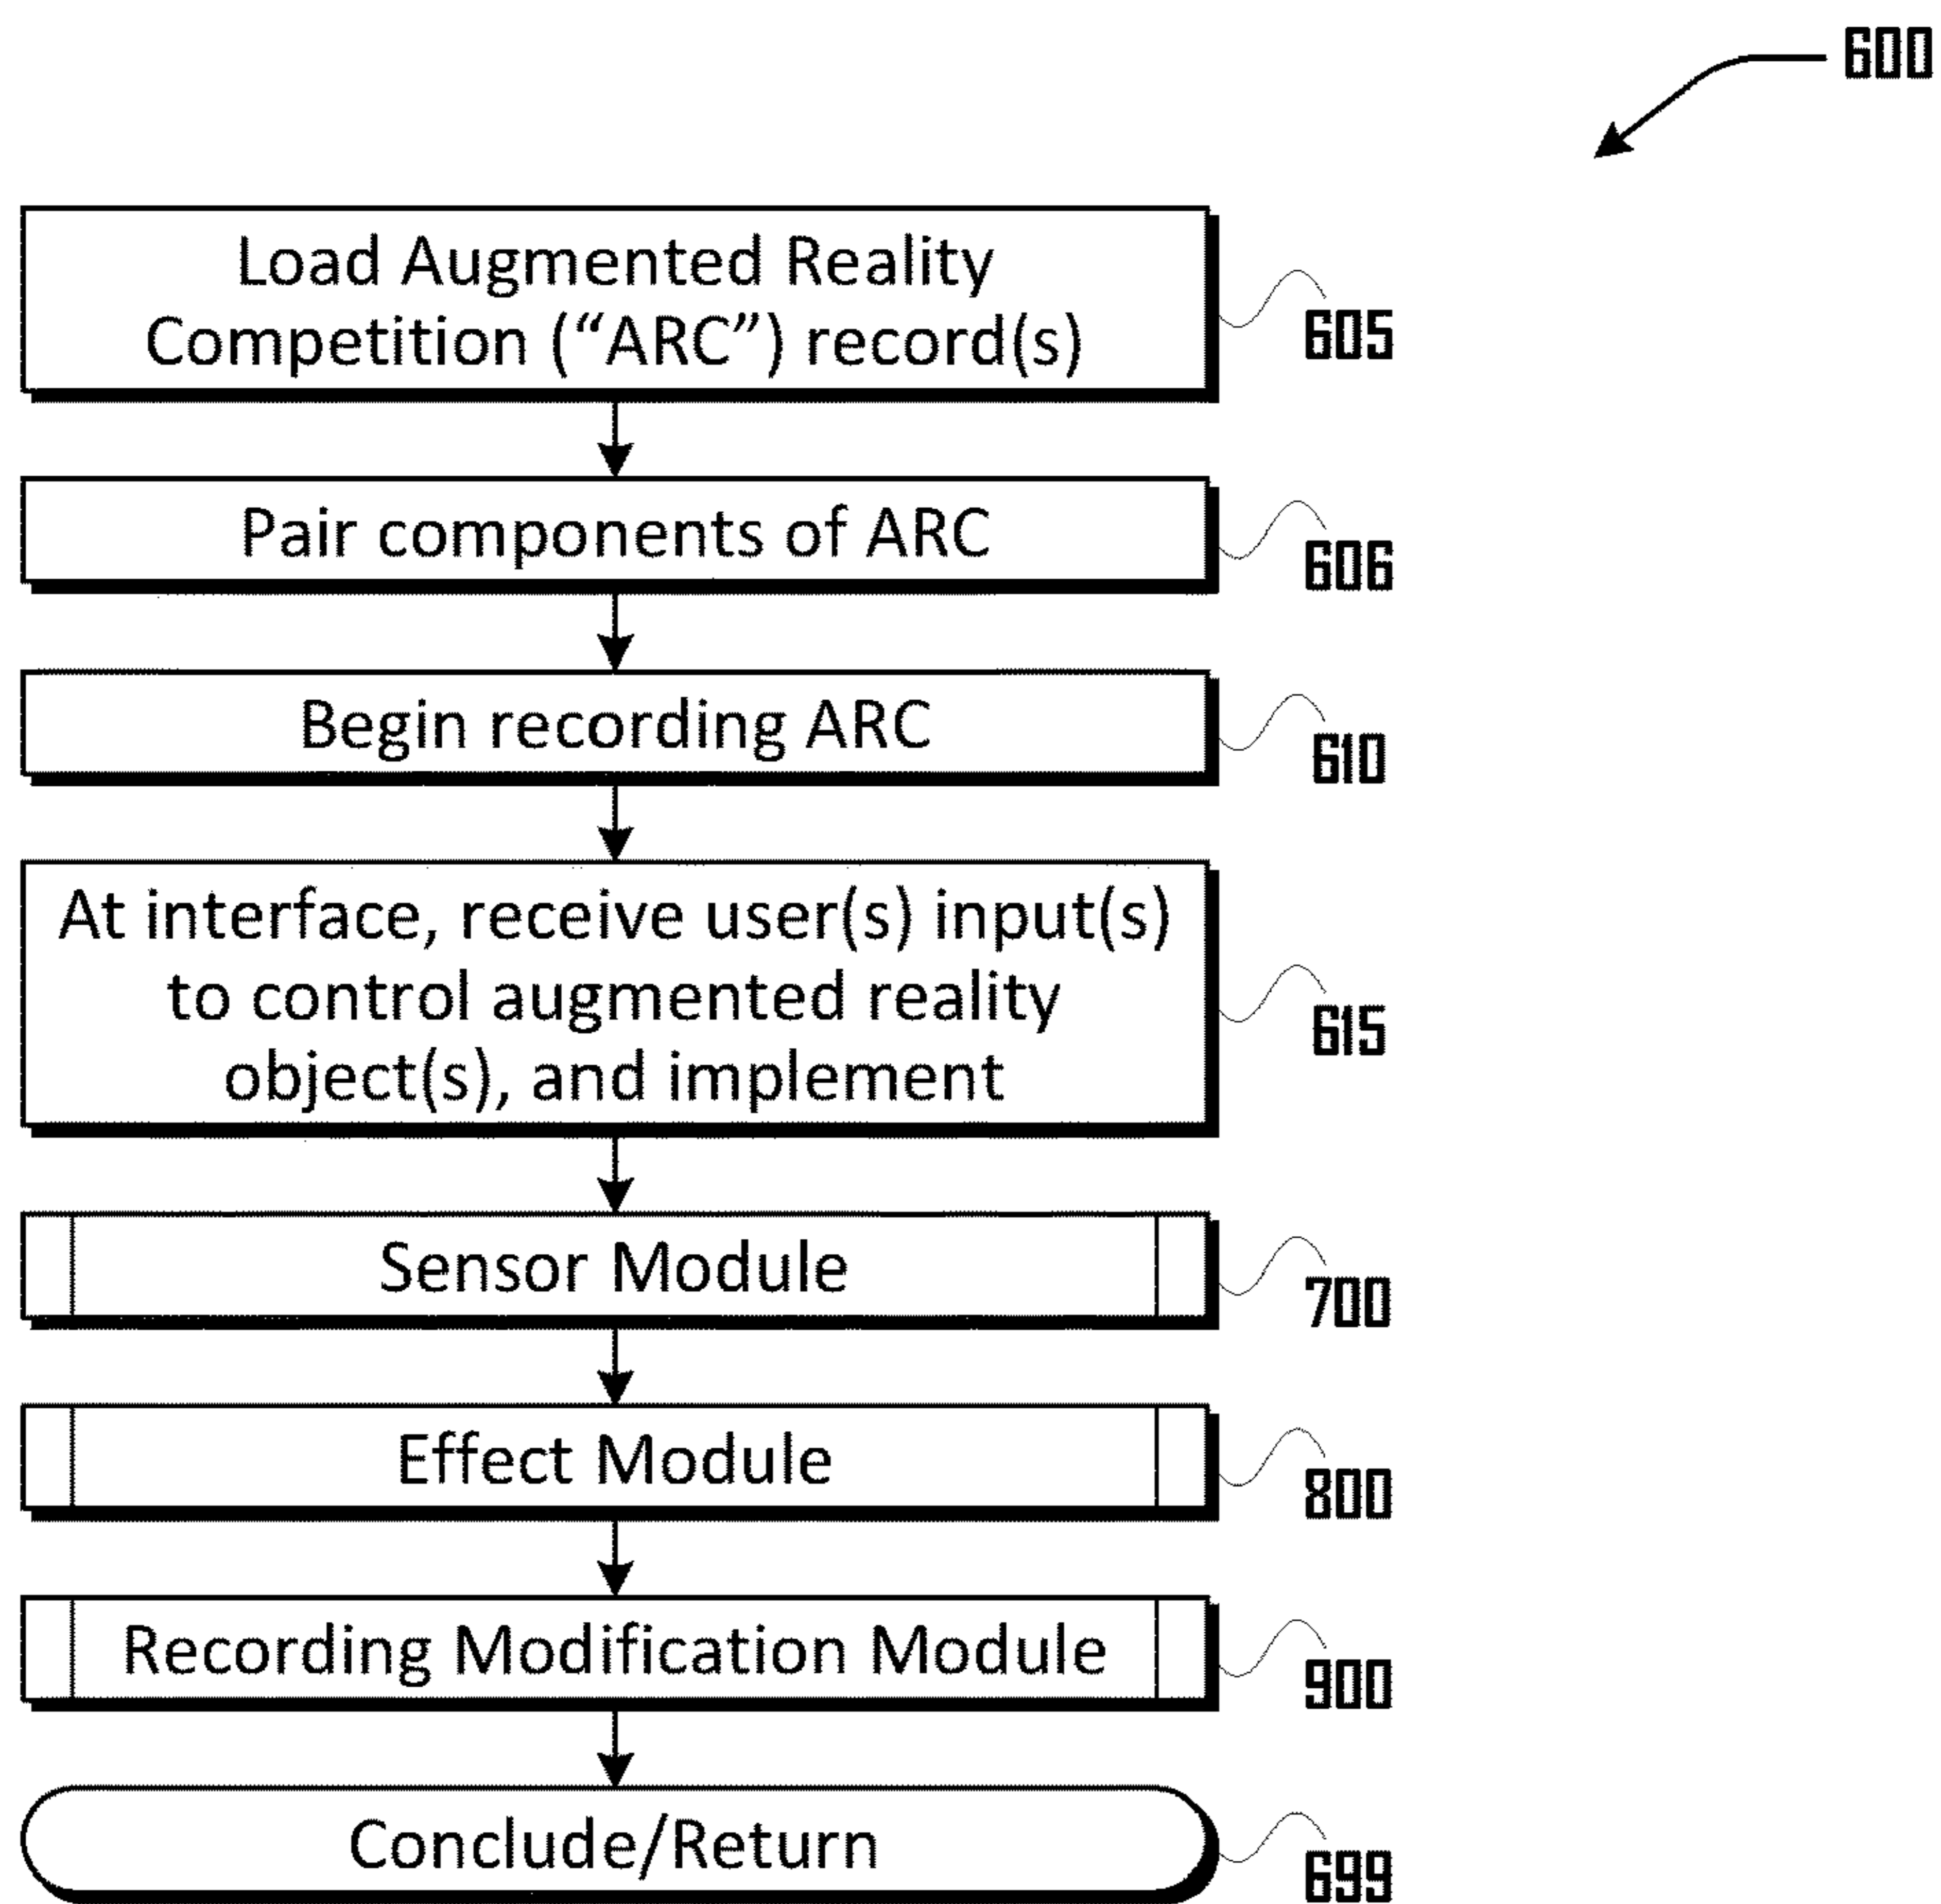 600
Load Augmented Reality
Competition (“ARC”) record(s)
605
Pair components of ARC
606
Begin recording ARC
610
At interface, receive user(s) input(s)
to control augmented reality
object(s), and implement
615
Sensor Module
700
Effect Module
800
Recording Modification Module
900
Conclude/Return
699